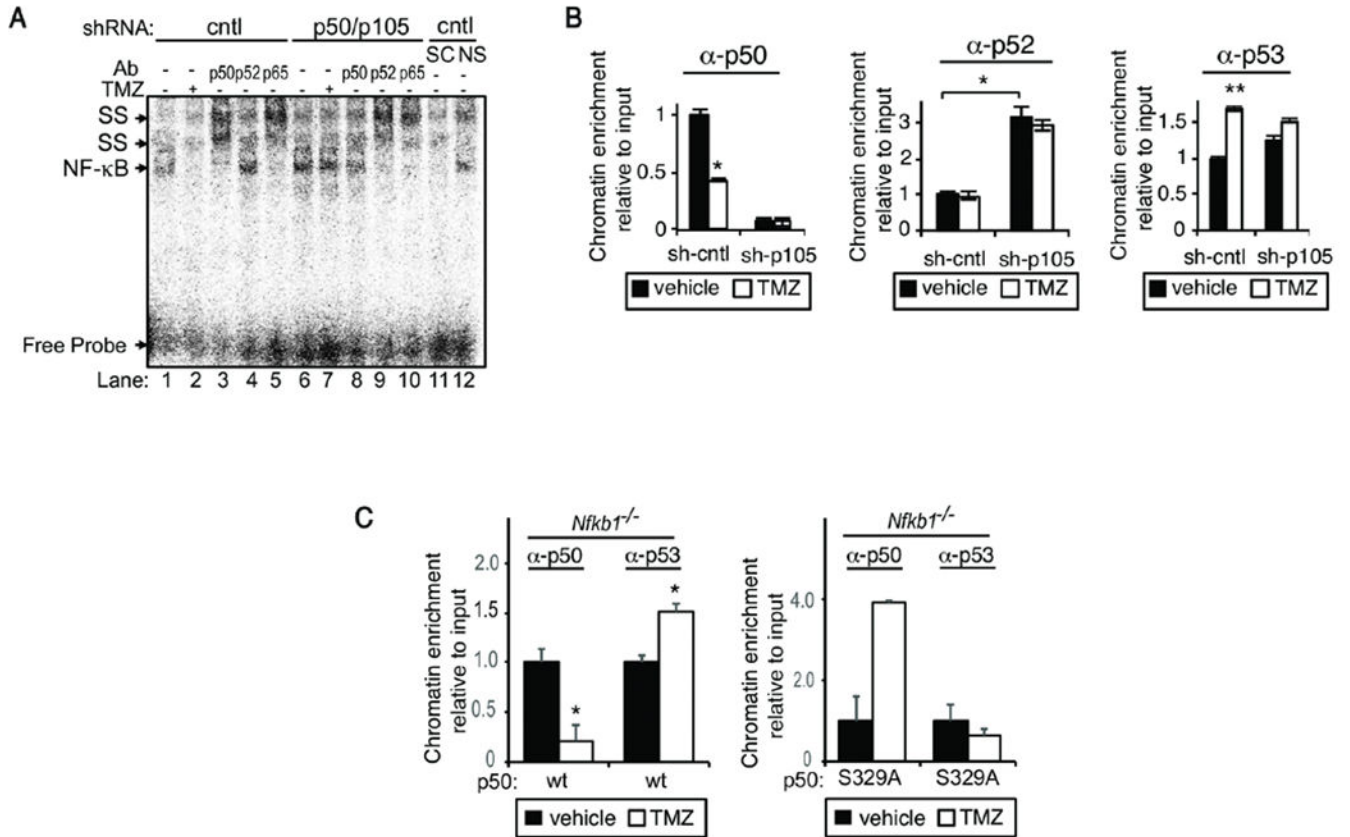 A
shRNA: cntl p50/p105 cntl
SC NS
Ab - - p50 p52 p65 - - p50 p52 p65 - -
TMZ - + - - - - + - - - - -
SS
SS
NF-κB
Free Probe
Lane: 1 2 3 4 5 6 7 8 9 10 11 12
B
α-p50
Chromatin enrichment
relative to input
1
0.5
0
*
sh-cntl sh-p105
vehicle TMZ
α-p52
Chromatin enrichment
relative to input
3
2
1
0
*
sh-cntl sh-p105
vehicle TMZ
α-p53
Chromatin enrichment
relative to input
1.5
1
0.5
0
**
sh-cntl sh-p105
vehicle TMZ
C
Nfkb1-/-
α-p50 α-p53
Chromatin enrichment
relative to input
2.0
1.5
1.0
0.5
0
*
*
p50: wt wt
vehicle TMZ
Nfkb1-/-
α-p50 α-p53
Chromatin enrichment
relative to input
4.0
2.0
0
p50: S329A S329A
vehicle TMZ